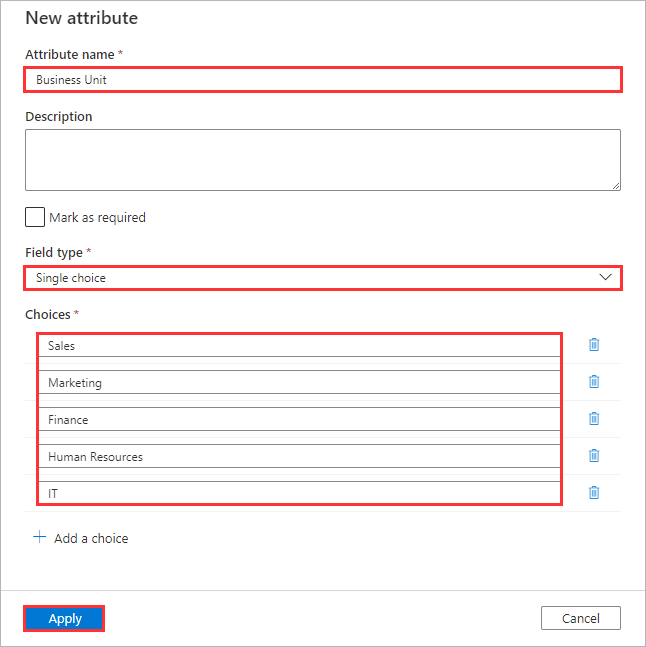 New attribute
Attribute name *
Business Unit
Description
Mark as required
Field type *
Single choice
Choices *
Sales
Marketing
Finance
Human Resources
IT
+ Add a choice
Apply
Cancel